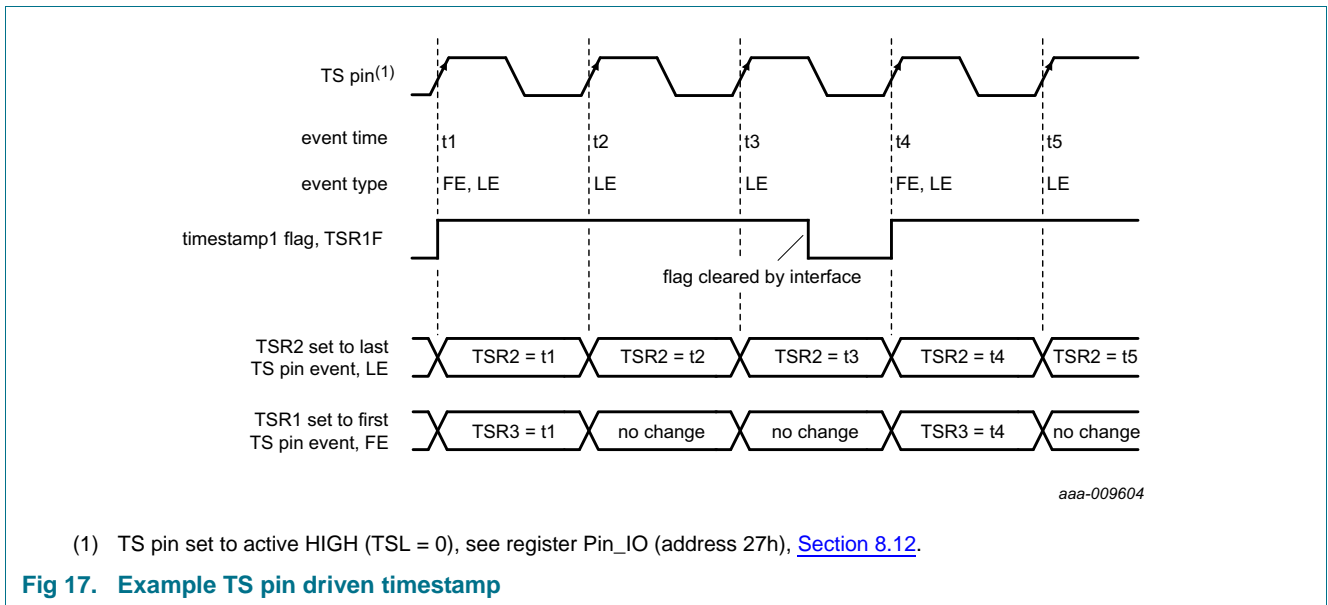 TS pin(1)
event time t1 t2 t3 t4 t5
event type FE, LE LE LE FE, LE LE
timestamp1 flag, TSR1F
flag cleared by interface
TSR2 set to last
TS pin event, LE
TSR2 = t1 TSR2 = t2 TSR2 = t3 TSR2 = t4 TSR2 = t5
TSR1 set to first
TS pin event, FE
TSR3 = t1 no change no change TSR3 = t4 no change
aaa-009604
(1) TS pin set to active HIGH (TSL = 0), see register Pin_IO (address 27h), Section 8.12.
Fig 17. Example TS pin driven timestamp